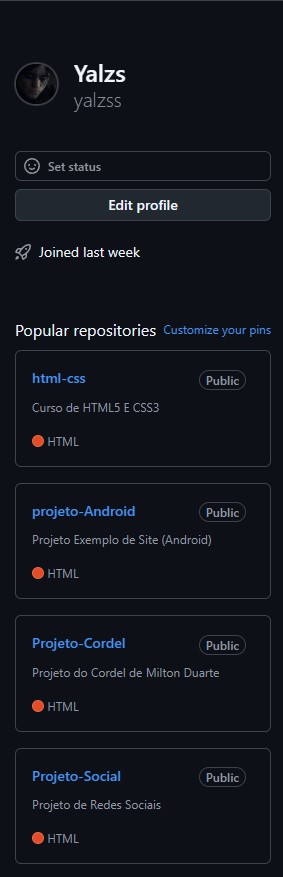 Yalzs
yalzss
Set status
Edit profile
Joined last week
Popular repositories Customize your pins
html-css Public
Curso de HTML5 E CSS3
HTML
projeto-Android Public
Projeto Exemplo de Site (Android)
HTML
Projeto-Cordel Public
Projeto do Cordel de Milton Duarte
HTML
Projeto-Social Public
Projeto de Redes Sociais
HTML